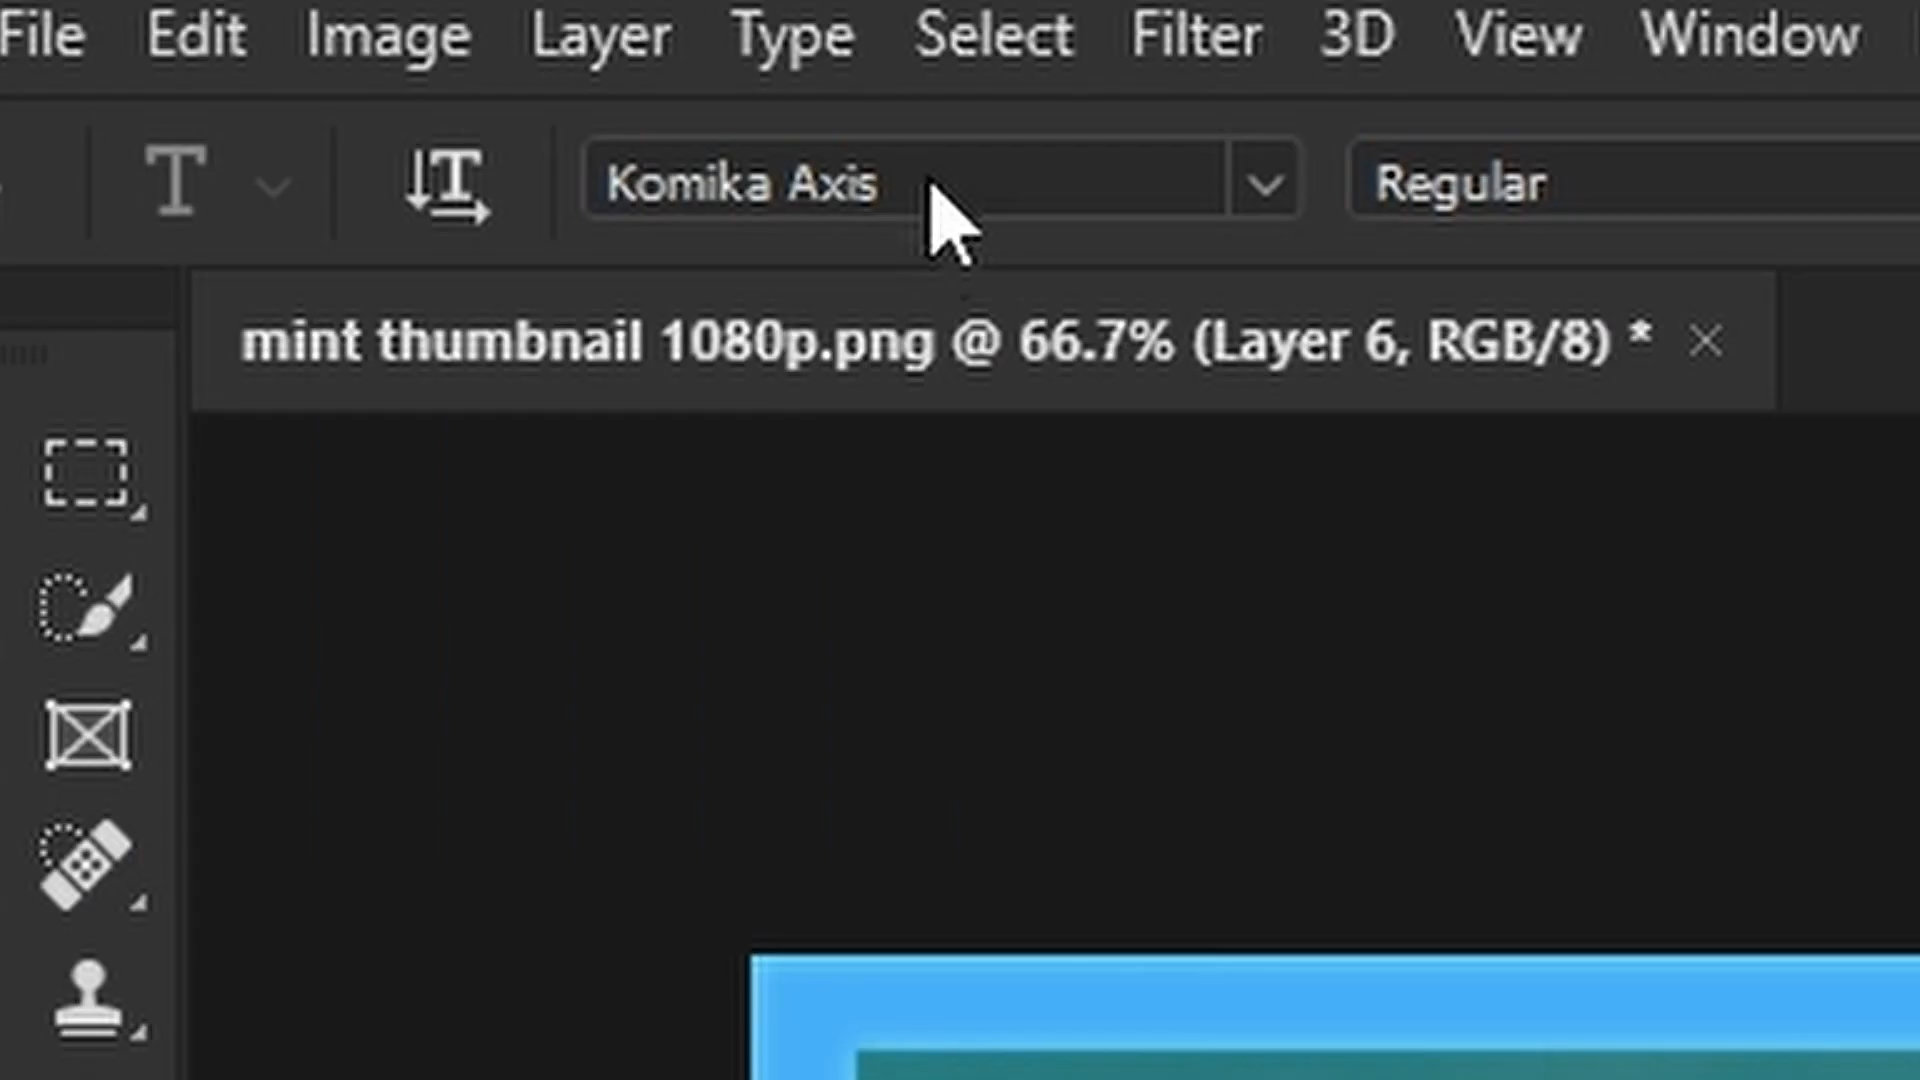 File Edit Image Layer Type Select Filter 3D View Window
T T Komika Axis Regular
mint thumbnail 1080p.png @ 66.7% (Layer 6, RGB/8) *